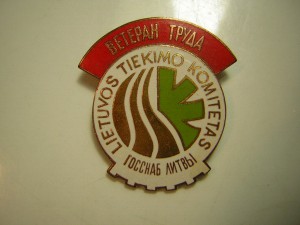 ВЕТЕРАН ТРУДА
LIETUVOS TIEKIMO KOMITETAS
ГОССНАБ ЛИТВЫ